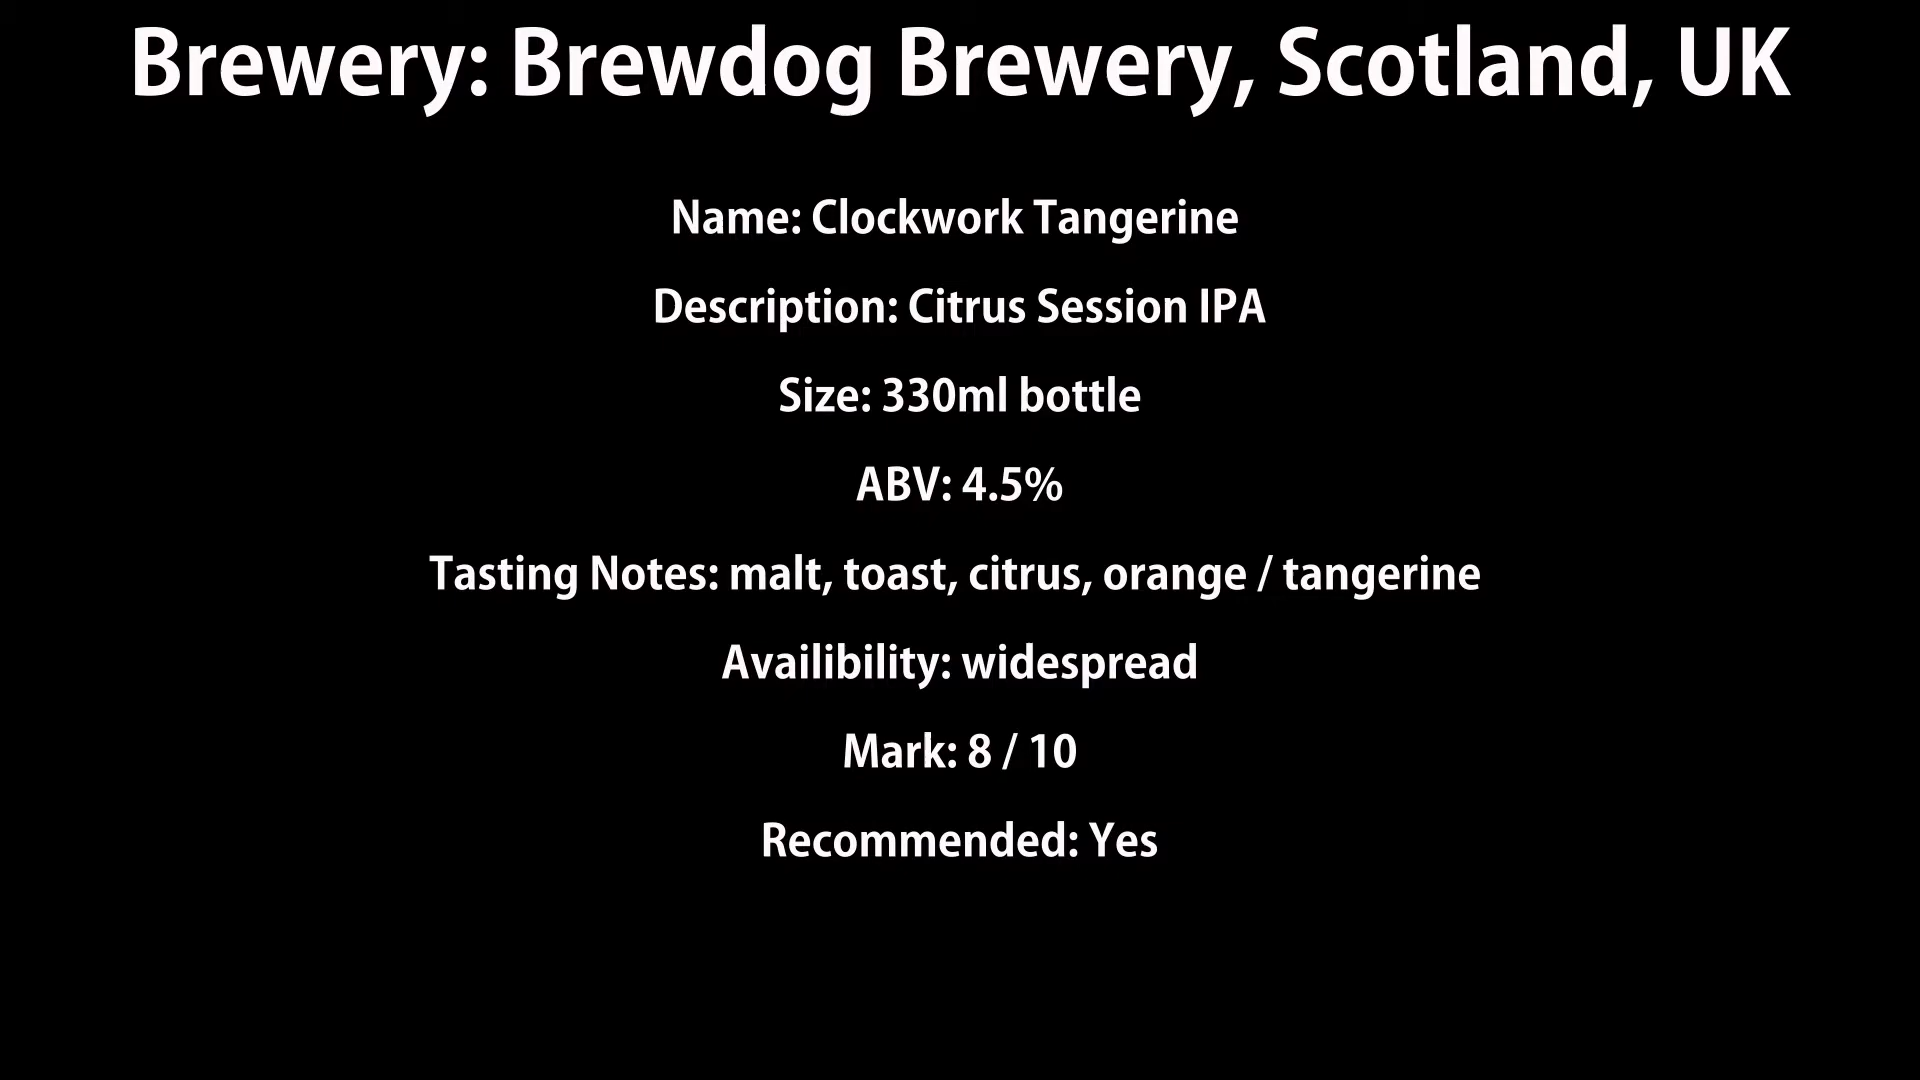 Brewery: Brewdog Brewery, Scotland, UK
Name: Clockwork Tangerine
Description: Citrus Session IPA
Size: 330ml bottle
ABV: 4.5%
Tasting Notes: malt, toast, citrus, orange / tangerine
Availibility: widespread
Mark: 8 / 10
Recommended: Yes